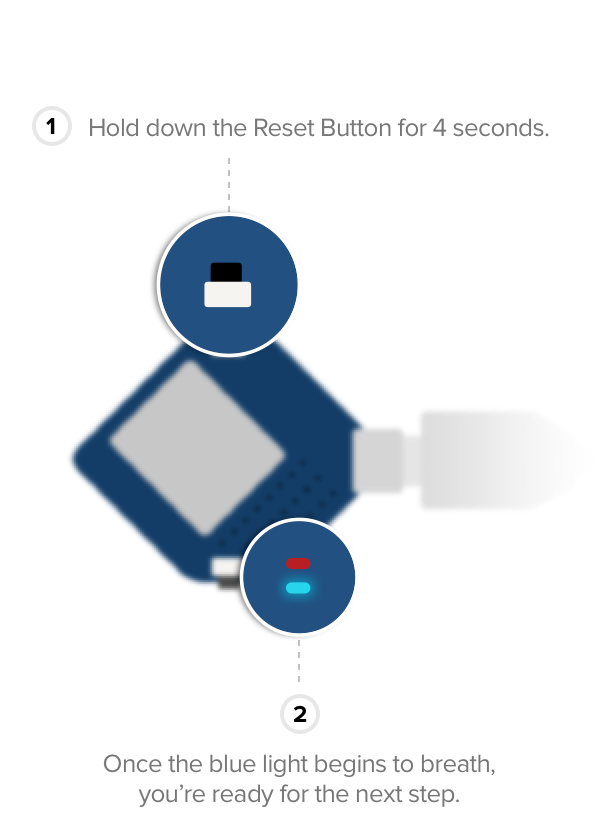 1 Hold down the Reset Button for 4 seconds.
2
Once the blue light begins to breath,
you’re ready for the next step.